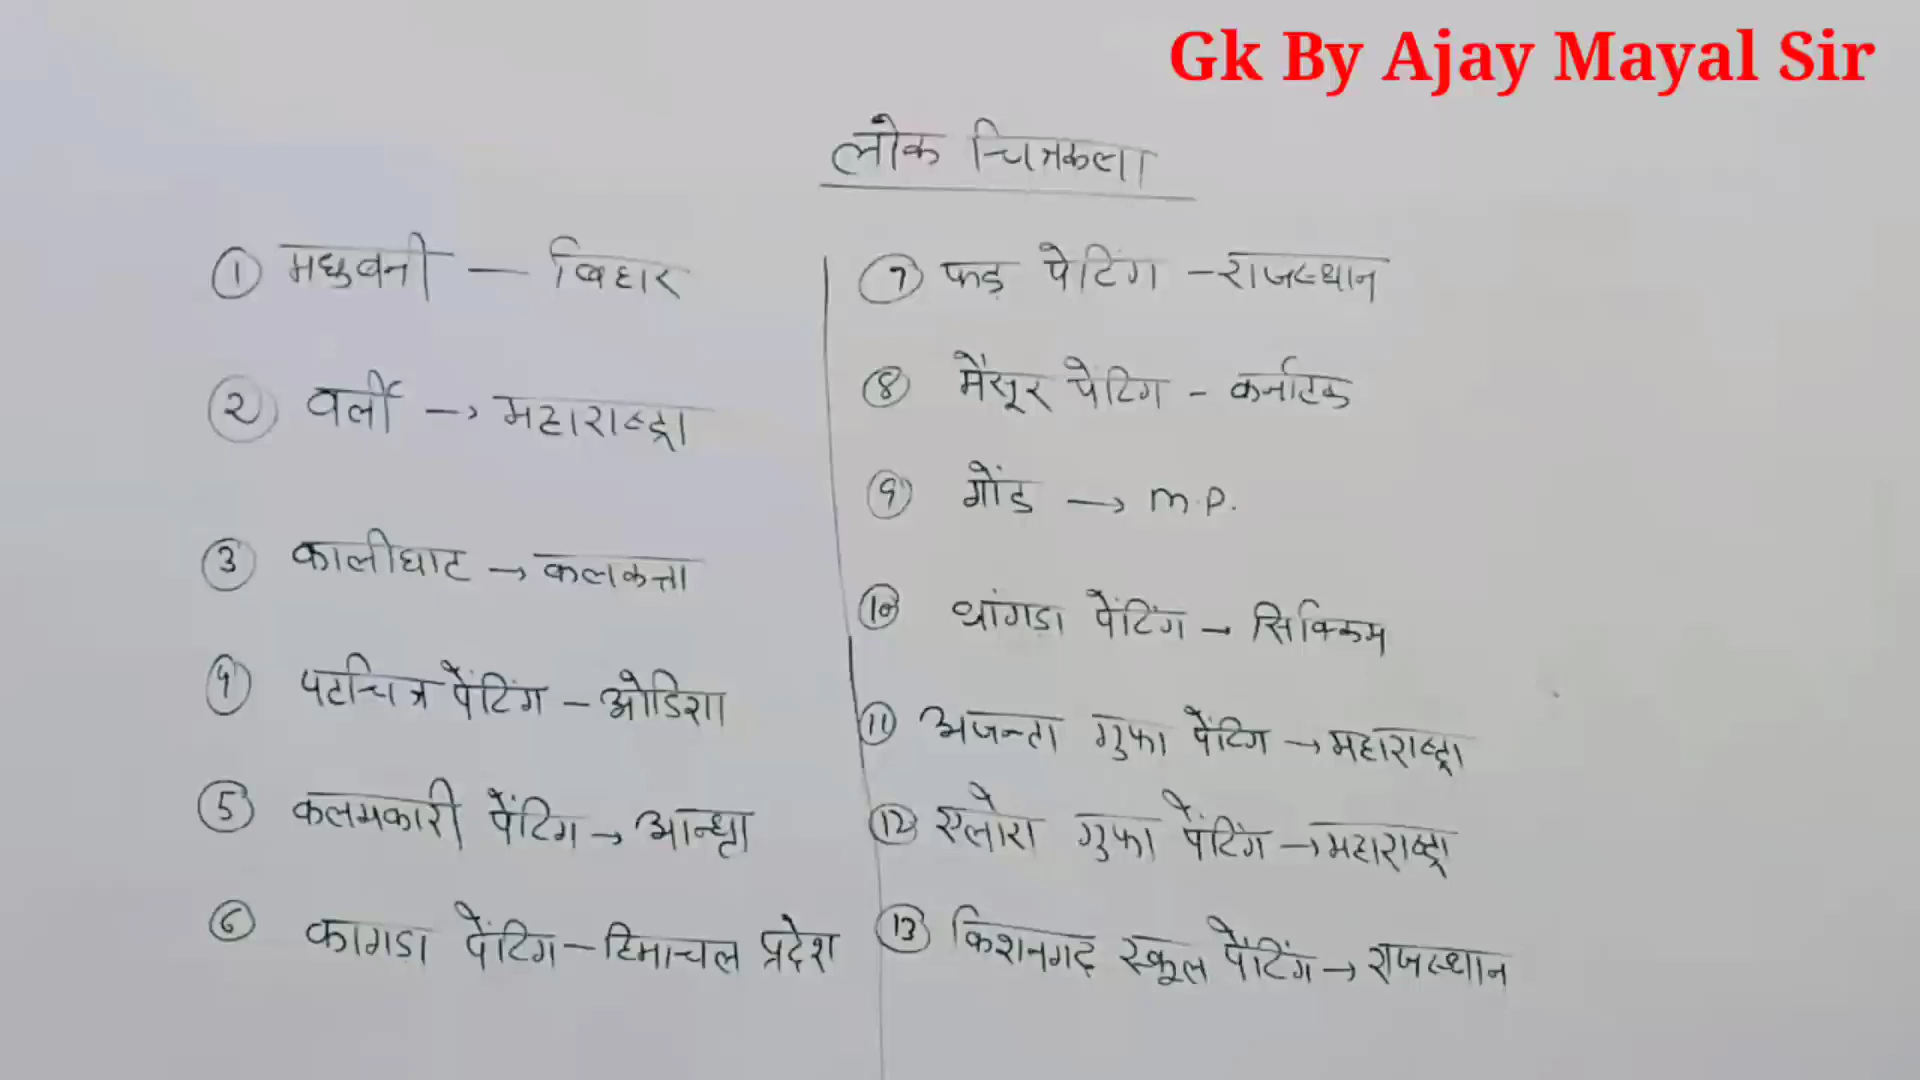 Gk By Ajay Mayal Sir
लोक चित्रकला
① मधुबनी — बिहार
② वर्ली → महाराष्ट्रा
③ कालीघाट → कलकत्ता
④ पटचित्र पेंटिंग – ओडिशा
⑤ कलमकारी पेंटिंग → आन्ध्रा
⑥ कागडा पेंटिंग – हिमाचल प्रदेश
⑦ फड़ पेटिंग – राजस्थान
⑧ मैसूर पेटिंग - कर्नाटक
⑨ गोंड → M.P.
⑩ थांगडा पेंटिंग → सिक्किम
⑪ अजन्ता गुफा पेंटिंग → महाराष्ट्रा
⑫ एलोरा गुफा पेंटिंग → महाराष्ट्रा
⑬ किशनगढ़ स्कूल पेंटिंग → राजस्थान